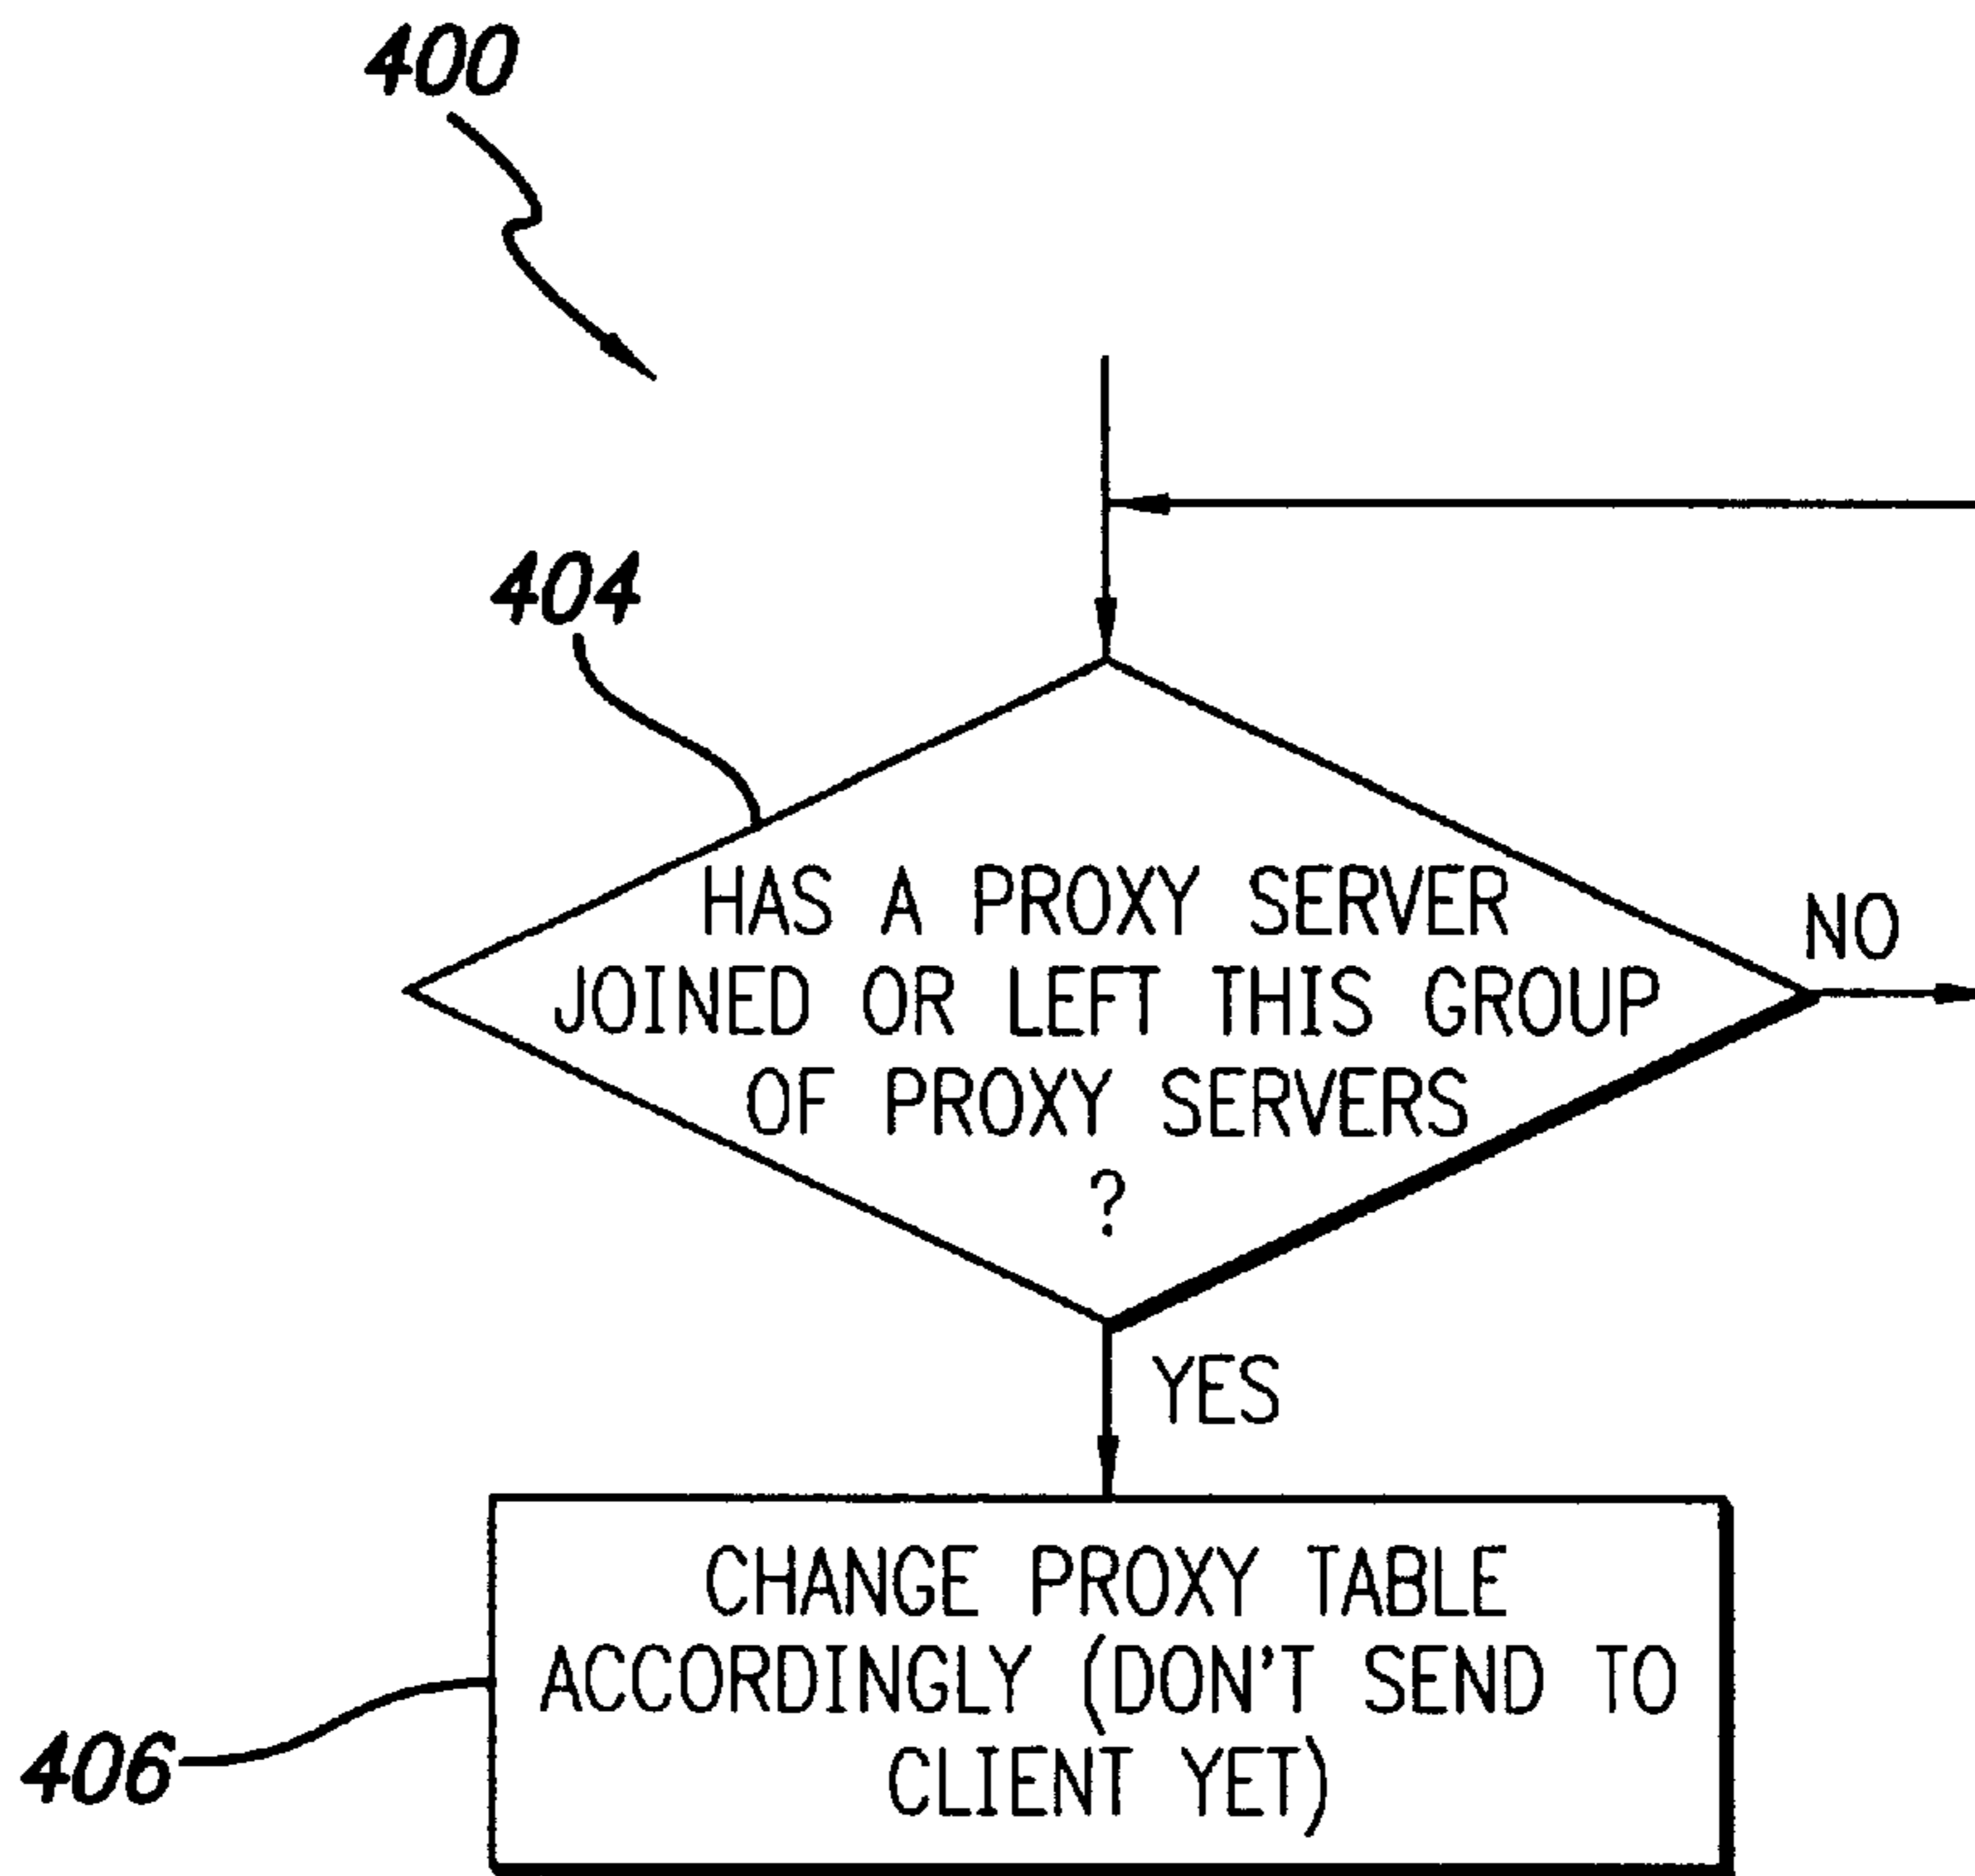 400
404
HAS A PROXY SERVER
JOINED OR LEFT THIS GROUP
OF PROXY SERVERS
?
NO
YES
CHANGE PROXY TABLE
ACCORDINGLY (DON'T SEND TO
CLIENT YET)
406